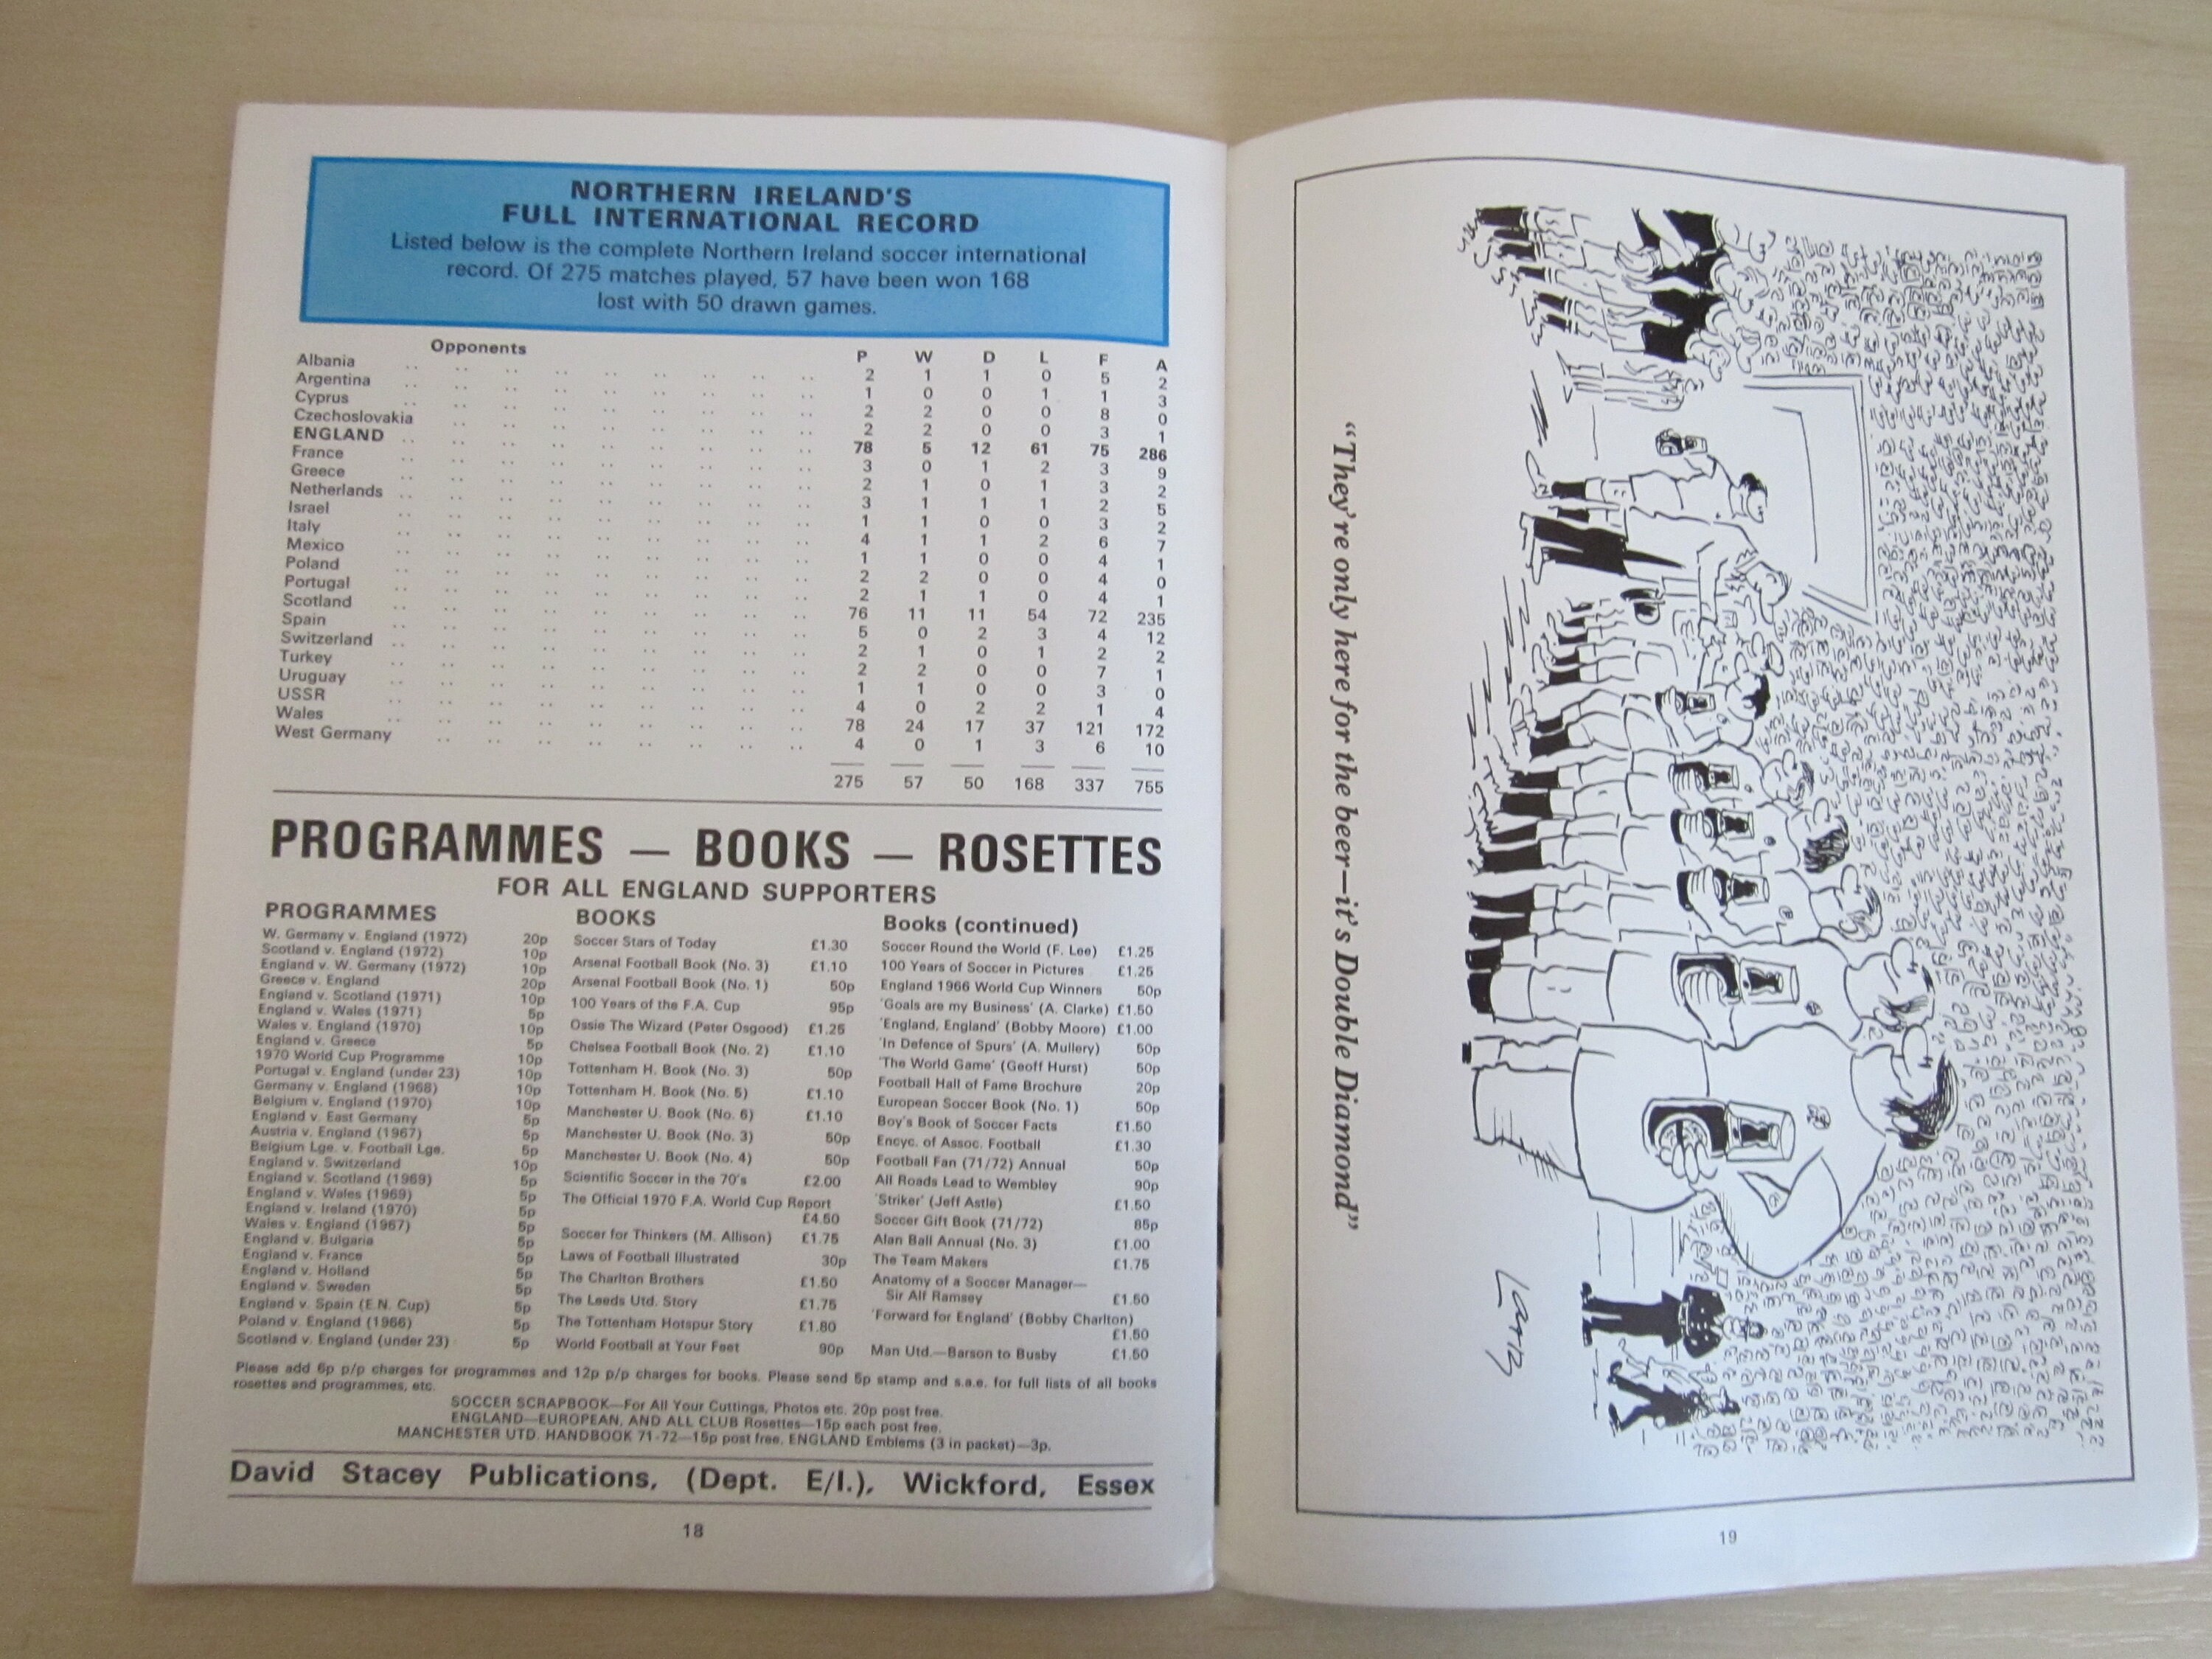 NORTHERN IRELAND'S
FULL INTERNATIONAL RECORD
Listed below is the complete Northern Ireland soccer international
record. Of 275 matches played, 57 have been won 168
lost with 50 drawn games.
Opponents P W D L F A
Albania 2 1 1 0 5 2
Argentina 1 0 0 1 1 3
Cyprus 2 2 0 0 8 0
Czechoslovakia 2 2 0 0 3 1
ENGLAND 78 5 12 61 75 286
France 3 0 1 2 3 9
Greece 2 1 0 1 3 2
Netherlands 3 1 1 1 2 5
Israel 1 1 0 0 3 2
Italy 4 1 1 2 6 7
Mexico 1 1 0 0 4 1
Poland 2 2 0 0 4 0
Portugal 2 1 1 0 4 1
Scotland 76 11 11 54 72 235
Spain 5 0 2 3 4 12
Switzerland 2 1 0 1 2 2
Turkey 2 2 0 0 7 1
Uruguay 1 1 0 0 3 0
USSR 4 0 2 2 1 4
Wales 78 24 17 37 121 172
West Germany 4 0 1 3 6 10
275 57 50 168 337 755
PROGRAMMES — BOOKS — ROSETTES
FOR ALL ENGLAND SUPPORTERS
PROGRAMMES
W. Germany v. England (1972) 20p
Scotland v. England (1972) 10p
England v. W. Germany (1972) 10p
Greece v. England 20p
England v. Scotland (1971) 10p
England v. Wales (1971) 5p
Wales v. England (1970) 10p
England v. Greece 5p
1970 World Cup Programme 10p
Portugal v. England (under 23) 10p
Germany v. England (1968) 10p
Belgium v. England (1970) 10p
England v. East Germany 5p
Austria v. England (1967) 5p
Belgium Lge. v. Football Lge. 5p
England v. Switzerland 10p
England v. Scotland (1969) 5p
England v. Wales (1969) 5p
England v. Ireland (1970) 5p
Wales v. England (1967) 5p
England v. Bulgaria 5p
England v. France 5p
England v. Holland 5p
England v. Sweden 5p
England v. Spain (E.N. Cup) 5p
Poland v. England (1966) 5p
Scotland v. England (under 23) 5p
BOOKS
Soccer Stars of Today £1.30
Arsenal Football Book (No. 3) £1.10
Arsenal Football Book (No. 1) 50p
100 Years of the F.A. Cup 95p
Ossie The Wizard (Peter Osgood) £1.25
Chelsea Football Book (No. 2) £1.10
Tottenham H. Book (No. 3) 50p
Tottenham H. Book (No. 5) £1.10
Manchester U. Book (No. 6) £1.10
Manchester U. Book (No. 3) 50p
Manchester U. Book (No. 4) 50p
Scientific Soccer in the 70's £2.00
The Official 1970 F.A. World Cup Report
£4.50
Soccer for Thinkers (M. Allison) £1.75
Laws of Football Illustrated 30p
The Charlton Brothers £1.50
The Leeds Utd. Story £1.75
The Tottenham Hotspur Story £1.80
World Football at Your Feet 90p
Books (continued)
Soccer Round the World (F. Lee) £1.25
100 Years of Soccer in Pictures £1.25
England 1966 World Cup Winners 50p
'Goals are my Business' (A. Clarke) £1.50
'England, England' (Bobby Moore) £1.00
'In Defence of Spurs' (A. Mullery) 50p
'The World Game' (Geoff Hurst) 50p
Football Hall of Fame Brochure 20p
European Soccer Book (No. 1) 50p
Boy's Book of Soccer Facts £1.50
Encyc. of Assoc. Football £1.30
Football Fan (71/72) Annual 50p
All Roads Lead to Wembley 90p
'Striker' (Jeff Astle) £1.50
Soccer Gift Book (71/72) 85p
Alan Ball Annual (No. 3) £1.00
The Team Makers £1.75
Anatomy of a Soccer Manager—
Sir Alf Ramsey £1.50
'Forward for England' (Bobby Charlton)
£1.50
Man Utd.—Barson to Busby £1.50
Please add 6p p/p charges for programmes and 12p p/p charges for books. Please send 5p stamp and s.a.e. for full lists of all books
rosettes and programmes, etc.
SOCCER SCRAPBOOK—For All Your Cuttings, Photos etc. 20p post free.
ENGLAND—EUROPEAN, AND ALL CLUB Rosettes—15p each post free.
MANCHESTER UTD. HANDBOOK 71-72—15p post free. ENGLAND Emblems (3 in packet)—3p.
David Stacey Publications, (Dept. E/I.), Wickford, Essex
18
"They're only here for the beer—it's Double Diamond"
Larry
19